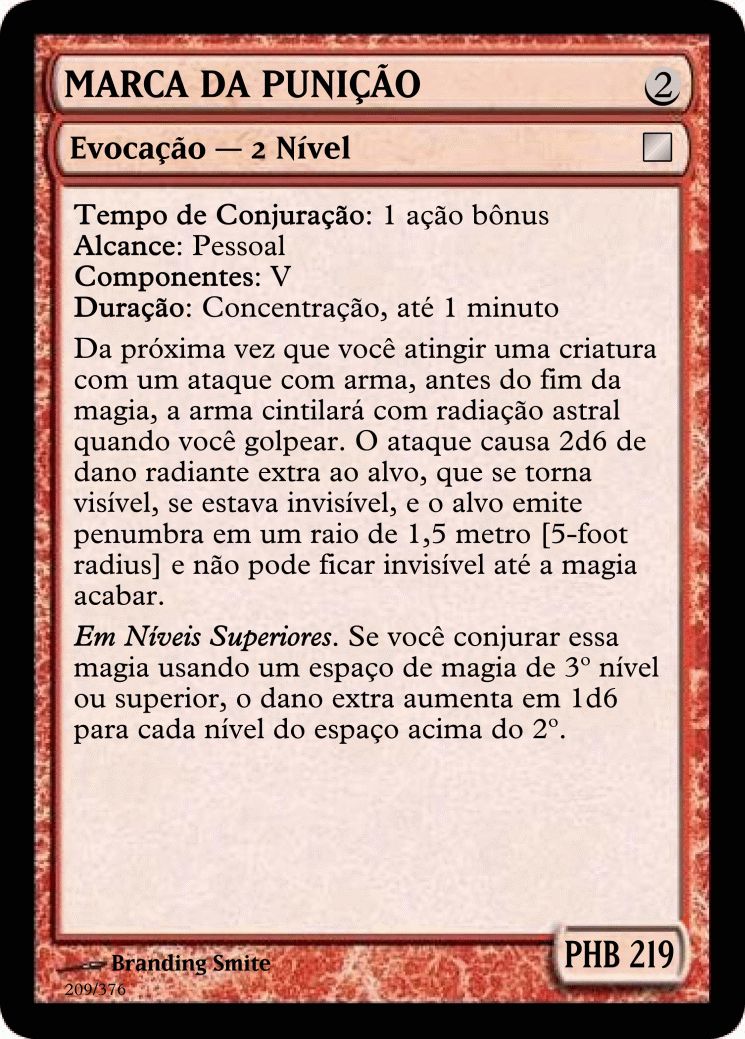 MARCA DA PUNIÇÃO
2
Evocação — 2 Nível
Tempo de Conjuração: 1 ação bônus
Alcance: Pessoal
Componentes: V
Duração: Concentração, até 1 minuto
Da próxima vez que você atingir uma criatura
com um ataque com arma, antes do fim da
magia, a arma cintilará com radiação astral
quando você golpear. O ataque causa 2d6 de
dano radiante extra ao alvo, que se torna
visível, se estava invisível, e o alvo emite
penumbra em um raio de 1,5 metro [5-foot
radius] e não pode ficar invisível até a magia
acabar.
Em Níveis Superiores. Se você conjurar essa
magia usando um espaço de magia de 3º nível
ou superior, o dano extra aumenta em 1d6
para cada nível do espaço acima do 2º.
PHB 219
Branding Smite
209/376